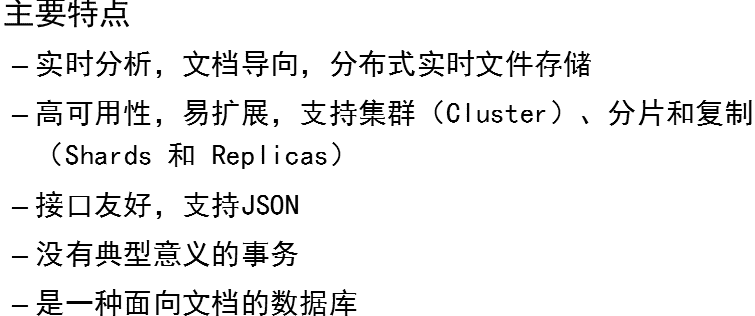 主要特点
– 实时分析，文档导向，分布式实时文件存储
– 高可用性，易扩展，支持集群（Cluster）、分片和复制
（Shards 和 Replicas）
– 接口友好，支持JSON
– 没有典型意义的事务
– 是一种面向文档的数据库